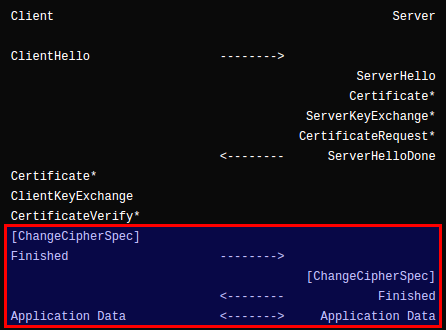 Client Server
ClientHello -------->
ServerHello
Certificate*
ServerKeyExchange*
CertificateRequest*
<-------- ServerHelloDone
Certificate*
ClientKeyExchange
CertificateVerify*
[ChangeCipherSpec]
Finished -------->
[ChangeCipherSpec]
<-------- Finished
Application Data <-------> Application Data